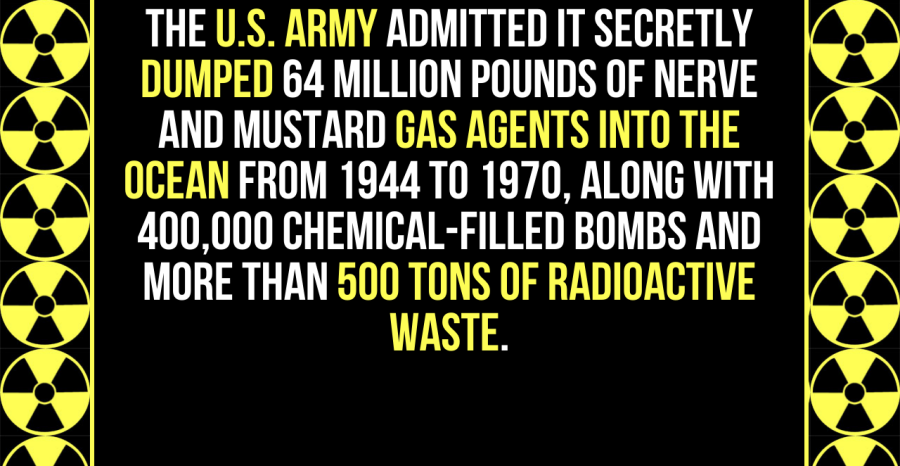 THE U.S. ARMY ADMITTED IT SECRETLY
DUMPED 64 MILLION POUNDS OF NERVE
AND MUSTARD GAS AGENTS INTO THE
OCEAN FROM 1944 TO 1970, ALONG WITH
400,000 CHEMICAL-FILLED BOMBS AND
MORE THAN 500 TONS OF RADIOACTIVE
WASTE.